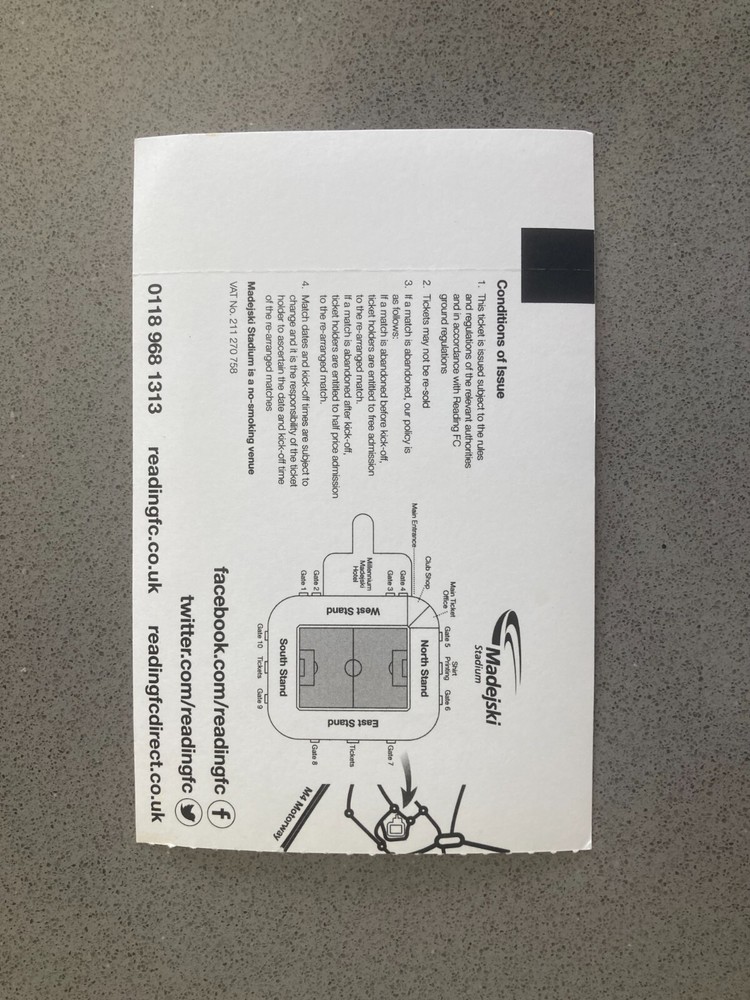 Conditions of Issue
1. This ticket is issued subject to the rules
and regulations of the relevant authorities
and in accordance with Reading FC
ground regulations
2. Tickets may not be re-sold
3. If a match is abandoned, our policy is
as follows:
If a match is abandoned before kick-off,
ticket holders are entitled to free admission
to the re-arranged match.
If a match is abandoned after kick-off,
ticket holders are entitled to half price admission
to the re-arranged match.
4. Match dates and kick-off times are subject to
change and it is the responsibility of the ticket
holder to ascertain the date and kick-off time
of the re-arranged matches
Madejski Stadium is a no-smoking venue
VAT No. 211 270 758
Madejski
Stadium
Main Ticket
Office
Club Shop
Main Entrance
Gate 5
Shirt
Printing
Gate 6
Gate 4
Gate 3
Millennium
Madejski
Hotel
Gate 2
Gate 1
North Stand
West Stand
East Stand
South Stand
Gate 7
Tickets
Gate 8
Gate 10
Tickets
Gate 9
M4 Motorway
facebook.com/readingfc
twitter.com/readingfc
0118 968 1313 readingfc.co.uk readingfcdirect.co.uk